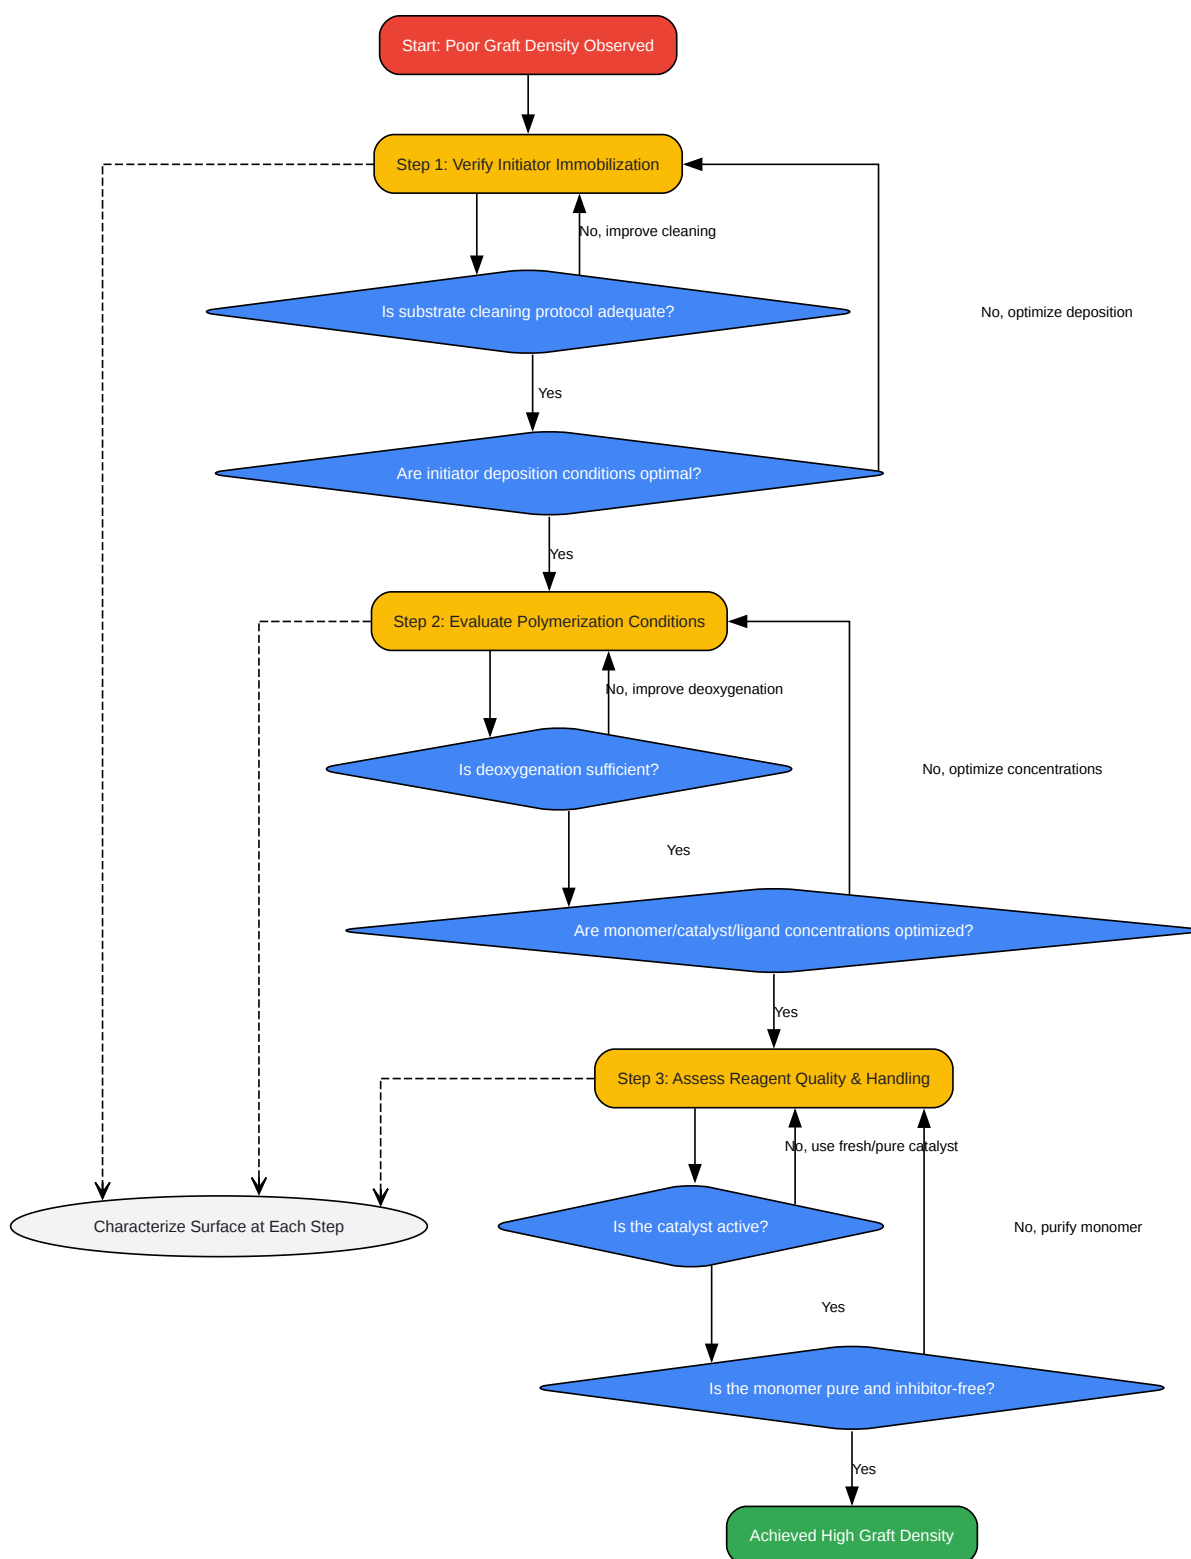 Start: Poor Graft Density Observed
Step 1: Verify Initiator Immobilization
No, improve cleaning
Is substrate cleaning protocol adequate?
No, optimize deposition
Yes
Are initiator deposition conditions optimal?
Yes
Step 2: Evaluate Polymerization Conditions
No, improve deoxygenation
Is deoxygenation sufficient?
No, optimize concentrations
Yes
Are monomer/catalyst/ligand concentrations optimized?
Yes
Step 3: Assess Reagent Quality & Handling
No, use fresh/pure catalyst
Characterize Surface at Each Step
Is the catalyst active?
No, purify monomer
Yes
Is the monomer pure and inhibitor-free?
Yes
Achieved High Graft Density